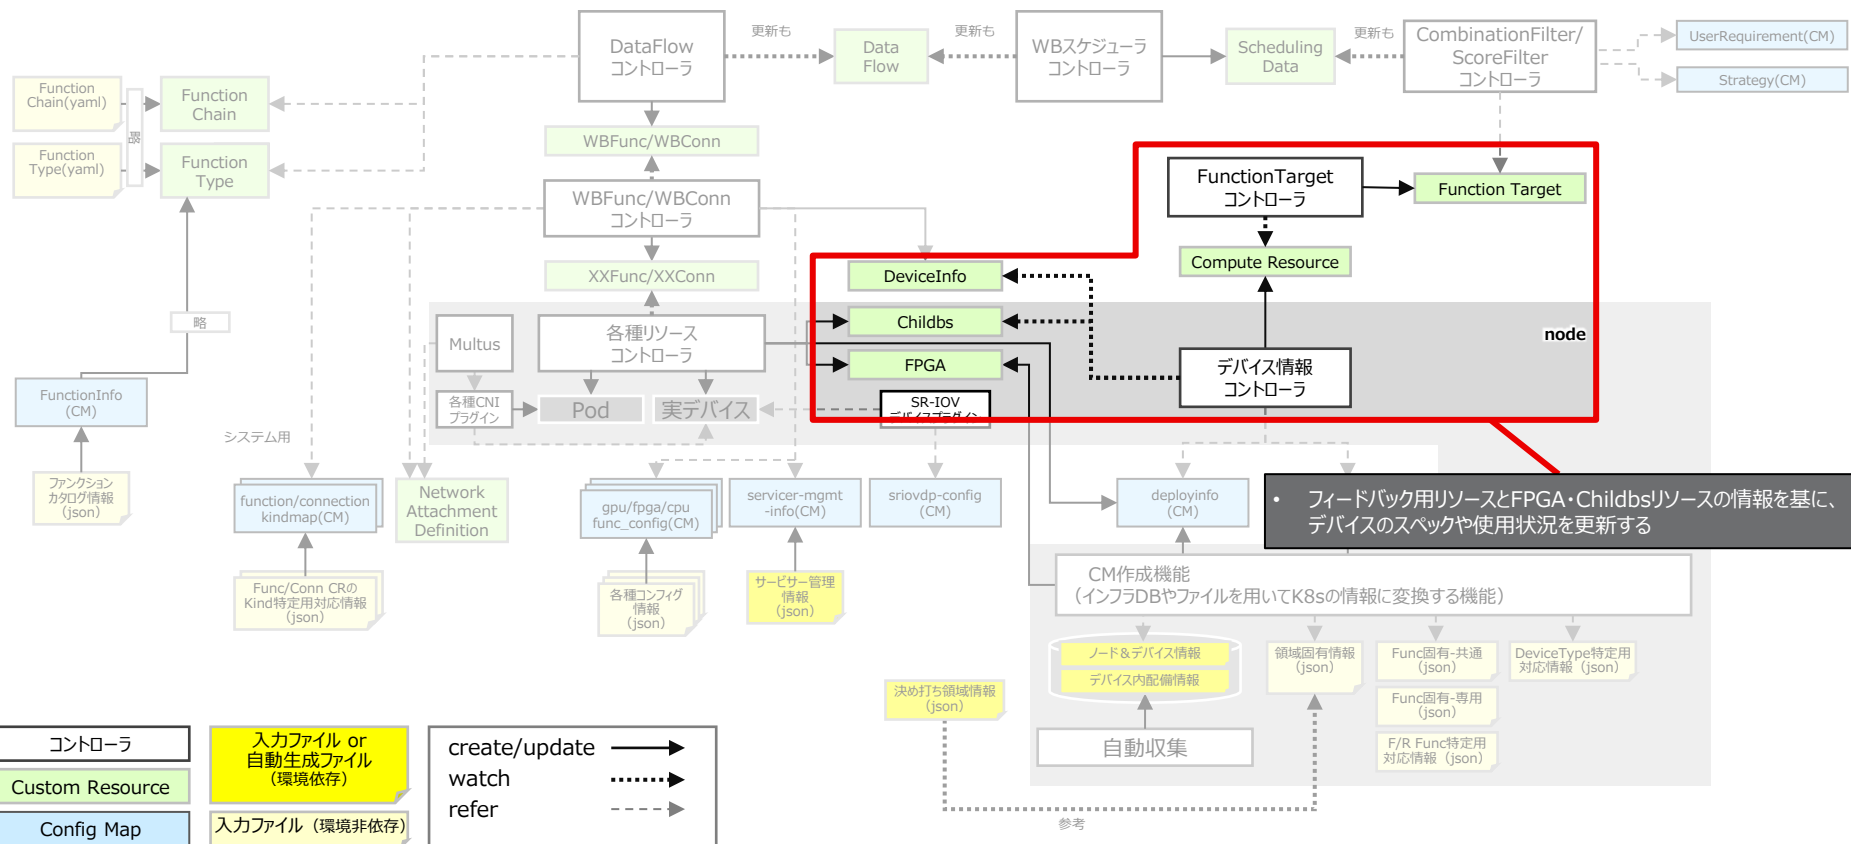 更新も
更新も
更新も
DataFlow
コントローラ
Data
Flow
WBスケジューラ
コントローラ
Scheduling
Data
CombinationFilter/
ScoreFilter
コントローラ
UserRequirement(CM)
Strategy(CM)
Function
Chain(yaml)
Function
Chain
Function
Type(yaml)
Function
Type
略
WBFunc/WBConn
WBFunc/WBConn
コントローラ
XXFunc/XXConn
FunctionTarget
コントローラ
Function Target
Compute Resource
DeviceInfo
Childbs
FPGA
node
デバイス情報
コントローラ
略
Multus
各種リソース
コントローラ
各種CNI
プラグイン
Pod
実デバイス
SR-IOV
デバイスプラグイン
FunctionInfo
(CM)
システム用
ファンクション
カタログ情報
(json)
function/connection
kindmap(CM)
Network
Attachment
Definition
gpu/fpga/cpu
func_config(CM)
servicer-mgmt
-info(CM)
sriovdp-config
(CM)
deployinfo
(CM)
• フィードバック用リソースとFPGA・Childbsリソースの情報を基に、
デバイスのスペックや使用状況を更新する
Func/Conn CRの
Kind特定用対応情報
(json)
各種コンフィグ
情報
(json)
サービサー管理
情報
(json)
CM作成機能
(インフラDBやファイルを用いてK8sの情報に変換する機能)
ノード&デバイス情報
デバイス内配備情報
領域固有情報
(json)
Func固有-共通
(json)
DeviceType特定用
対応情報 (json)
決め打ち領域情報
(json)
Func固有-専用
(json)
自動収集
F/R Func特定用
対応情報 (json)
参考
コントローラ
Custom Resource
Config Map
入力ファイル or
自動生成ファイル
(環境依存)
入力ファイル (環境非依存)
create/update
watch
refer